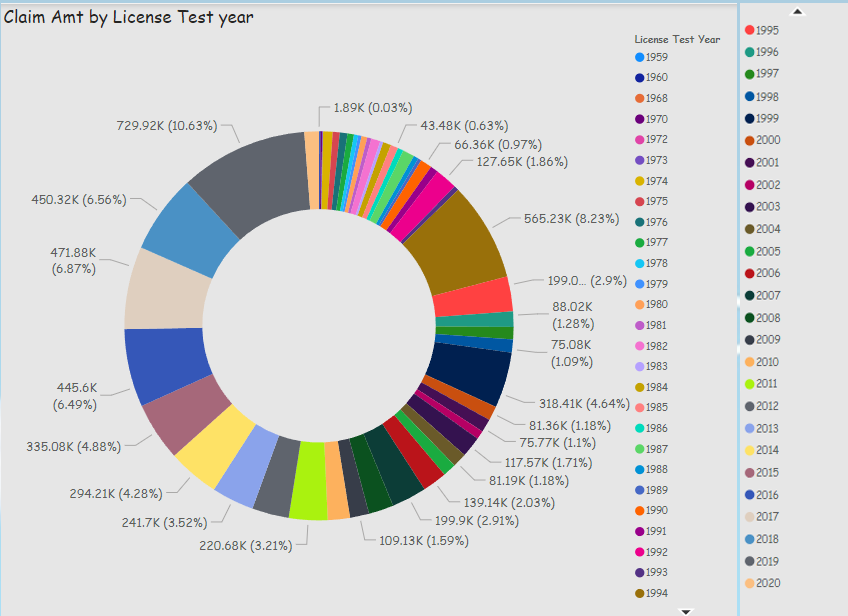 Claim Amt by License Test year
1.89K (0.03%)
43.48K (0.63%)
66.36K (0.97%)
127.65K (1.86%)
565.23K (8.23%)
199.0... (2.9%)
88.02K
(1.28%)
75.08K
(1.09%)
318.41K (4.64%)
81.36K (1.18%)
75.77K (1.1%)
117.57K (1.71%)
81.19K (1.18%)
139.14K (2.03%)
199.9K (2.91%)
109.13K (1.59%)
220.68K (3.21%)
241.7K (3.52%)
294.21K (4.28%)
335.08K (4.88%)
445.6K
(6.49%)
471.88K
(6.87%)
450.32K (6.56%)
729.92K (10.63%)
License Test Year
1959
1960
1968
1970
1972
1973
1974
1975
1976
1977
1978
1979
1980
1981
1982
1983
1984
1985
1986
1987
1988
1989
1990
1991
1992
1993
1994
1995
1996
1997
1998
1999
2000
2001
2002
2003
2004
2005
2006
2007
2008
2009
2010
2011
2012
2013
2014
2015
2016
2017
2018
2019
2020